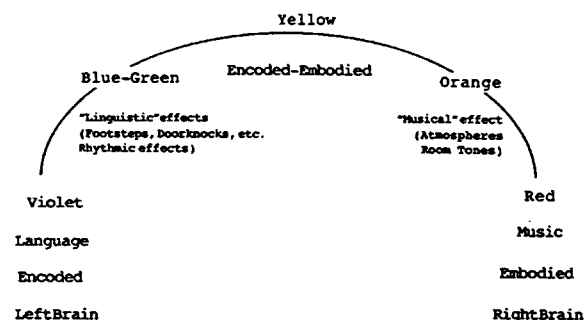 Yellow
Blue-Green
Encoded-Embodied
Orange
"Linguistic" effects
(Footsteps, Doorknocks, etc.
Rhythmic effects)
"Musical" effect
(Atmospheres
Room Tones)
Violet
Red
Language
Music
Encoded
Embodied
LeftBrain
RightBrain